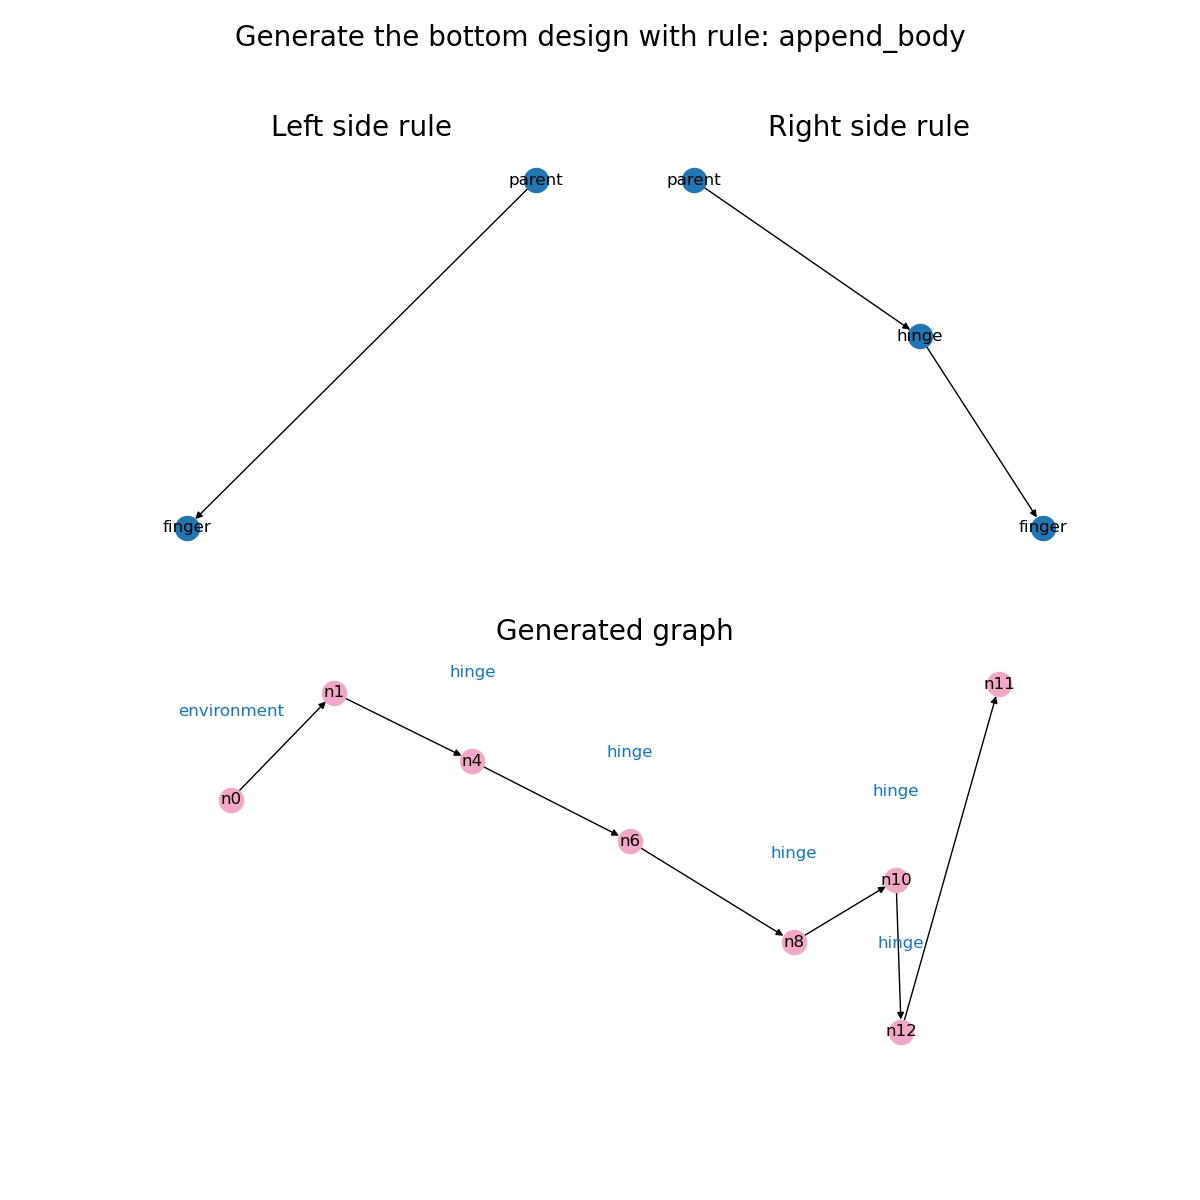 Generate the bottom design with rule: append_body
Left side rule
Right side rule
parent
parent
hinge
finger
finger
Generated graph
hinge
n11
n1
environment
hinge
n4
hinge
n0
n6
hinge
n10
n8
hinge
n12